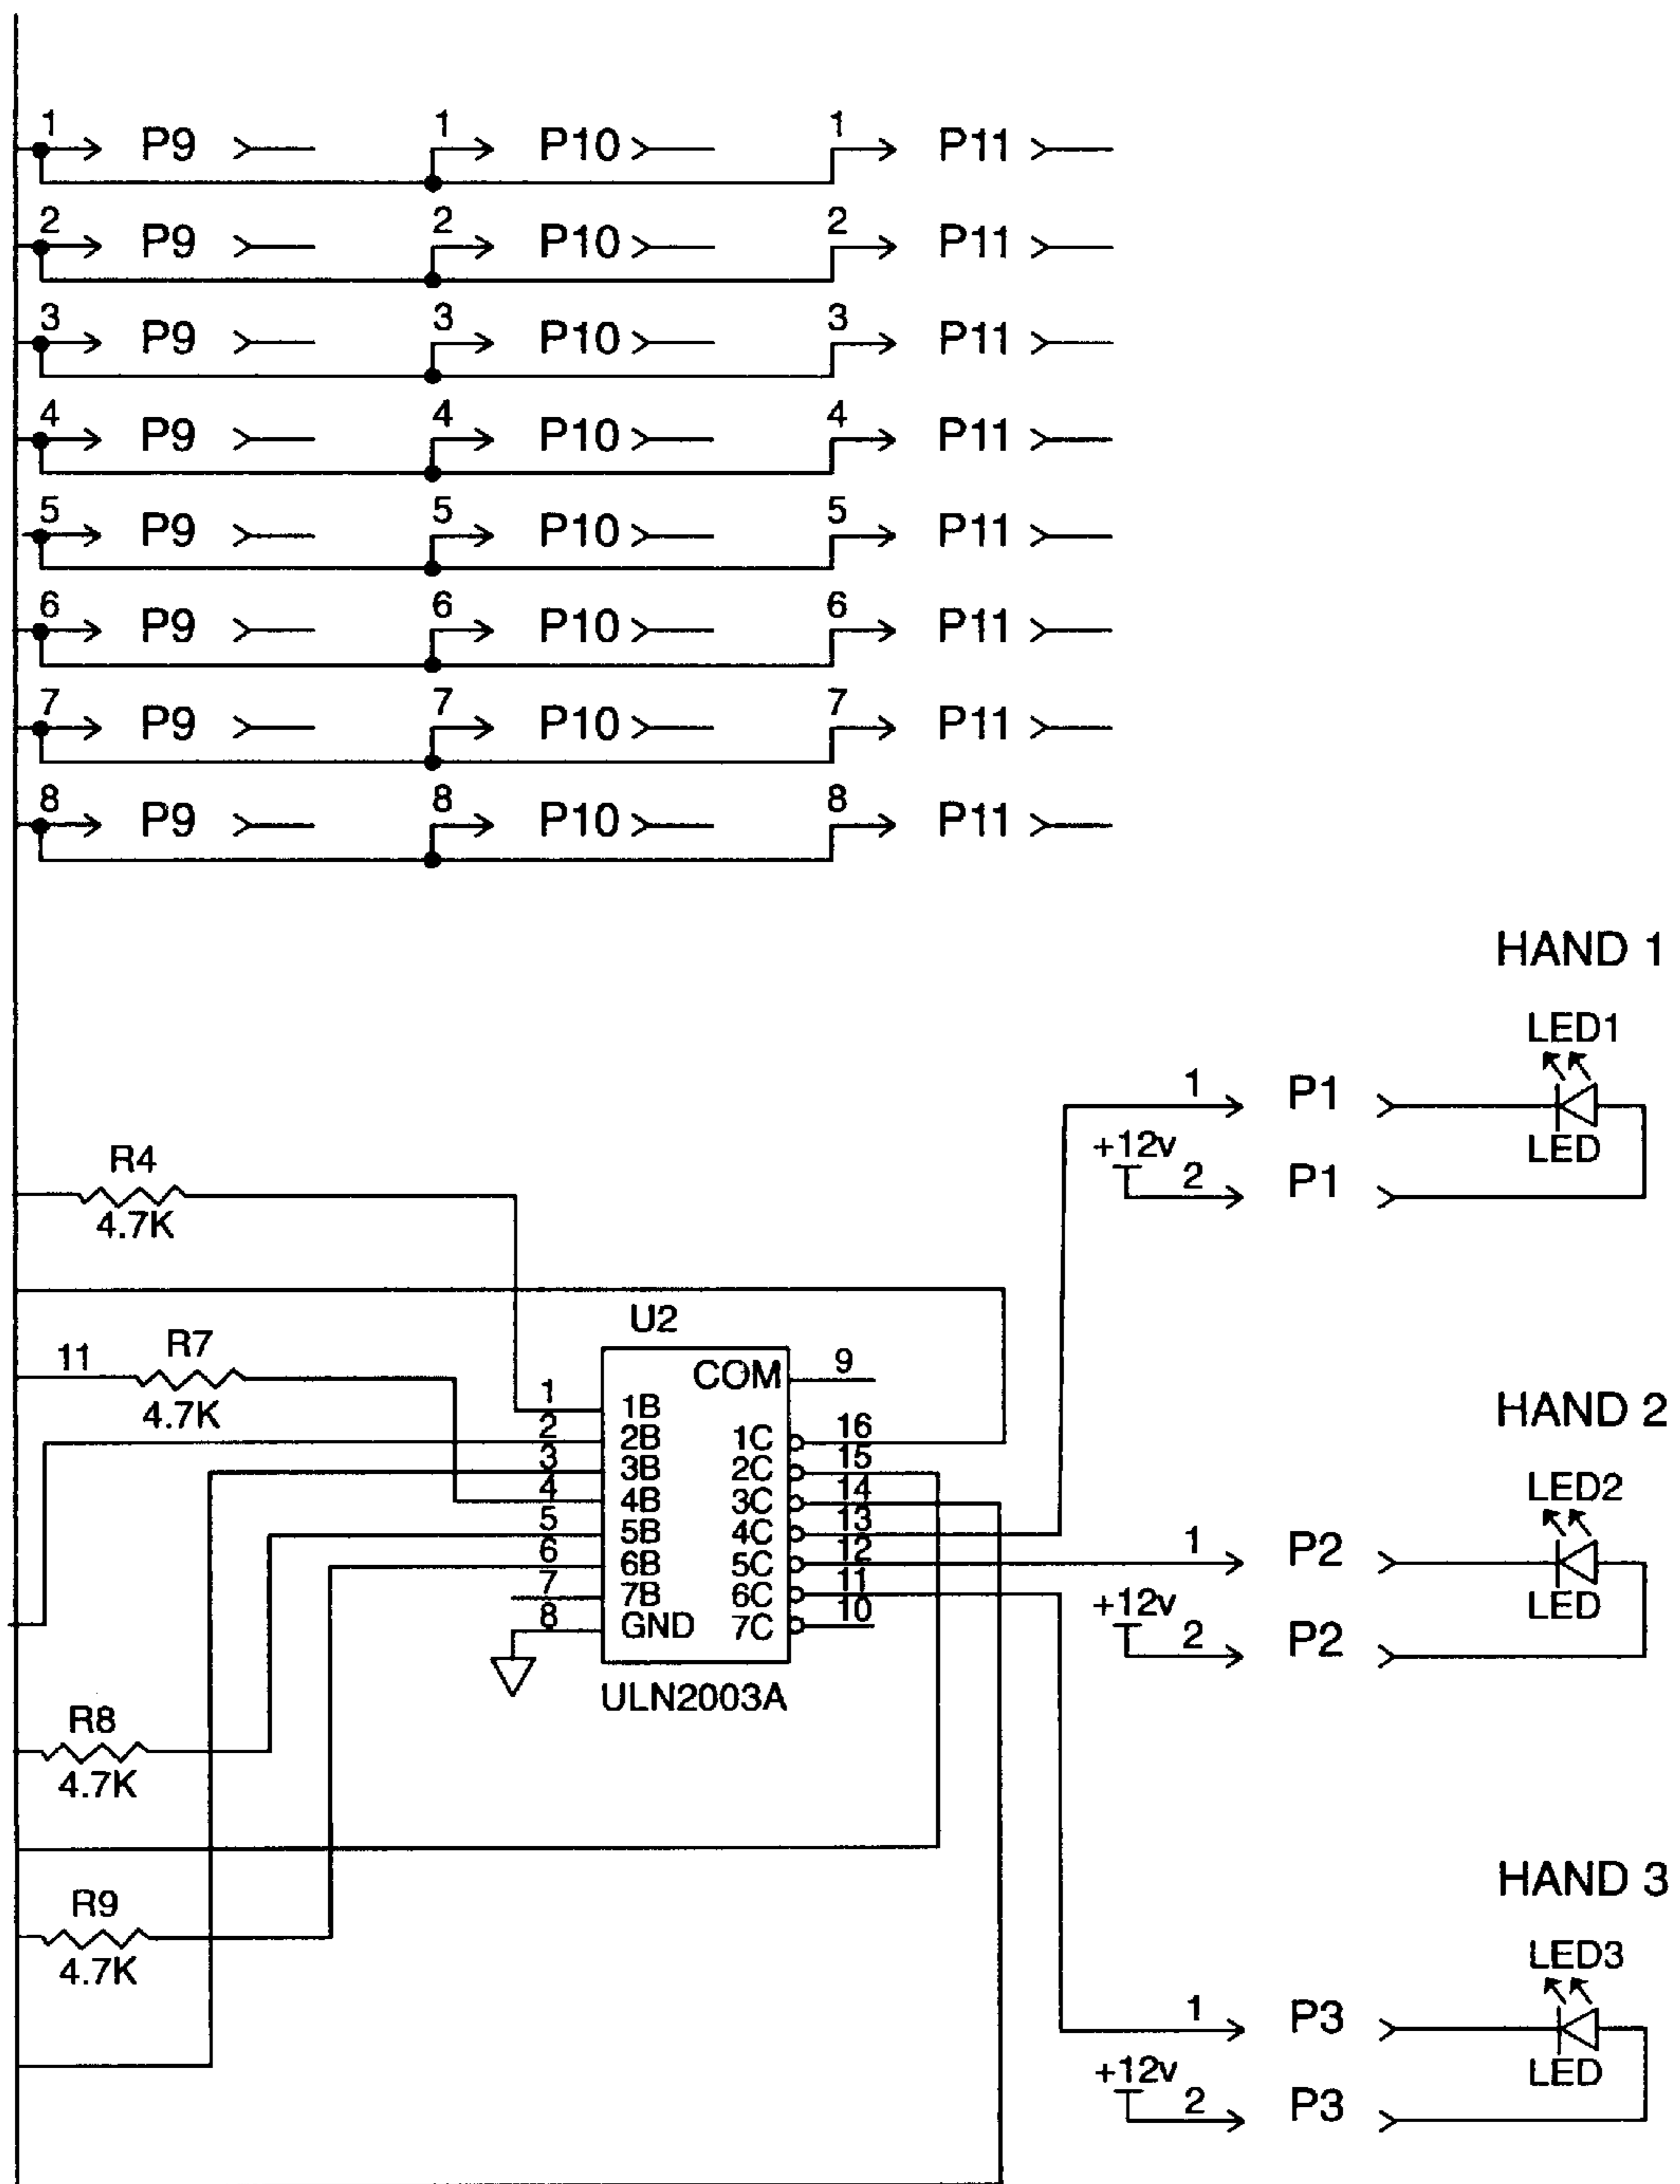 1 P9 1 P10 1 P11
2 P9 2 P10 2 P11
3 P9 3 P10 3 P11
4 P9 4 P10 4 P11
5 P9 5 P10 5 P11
6 P9 6 P10 6 P11
7 P9 7 P10 7 P11
8 P9 8 P10 8 P11
HAND 1
LED1
1 P1
LED
+12v
2 P1
R4
4.7K
U2
11 R7
4.7K
COM 9
1 1B
2 2B 1C 16
3 3B 2C 15
4 4B 3C 14
5 5B 4C 13
6 6B 5C 12
7 7B 6C 11
8 GND 7C 10
ULN2003A
HAND 2
LED2
1 P2
LED
+12v
2 P2
R8
4.7K
R9
4.7K
HAND 3
LED3
1 P3
LED
+12v
2 P3